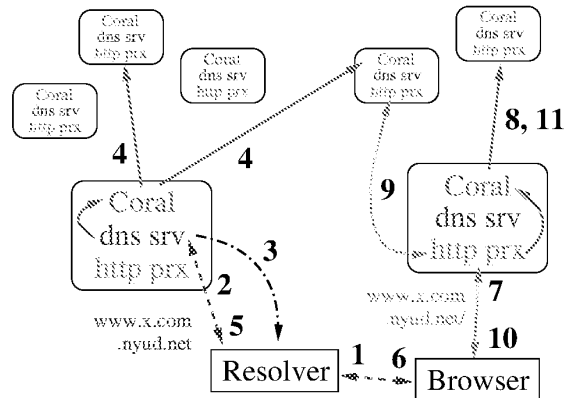 Coral
dns srv
http prx
Coral
dns srv
http prx
Coral
dns srv
http prx
Coral
dns srv
http prx
Coral
dns srv
http prx
4
4
8, 11
9
Coral
dns srv
http prx
Coral
dns srv
http prx
3
2
7
www.x.com
.nyud.net
5
www.x.com
.nyud.net/
10
1
6
Resolver
Browser